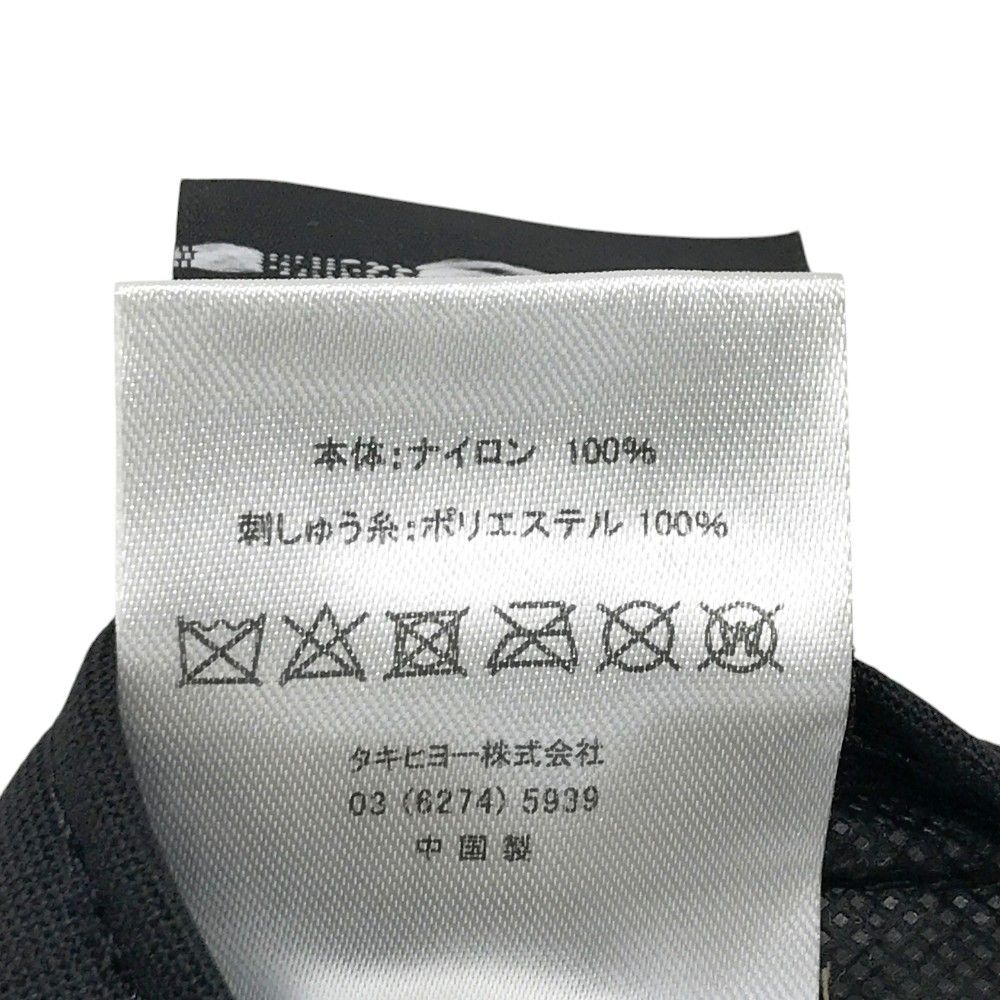 本体:ナイロン 100%
刺しゅう糸:ポリエステル 100%
タキヒヨー株式会社
03 (6274) 5939
中国製